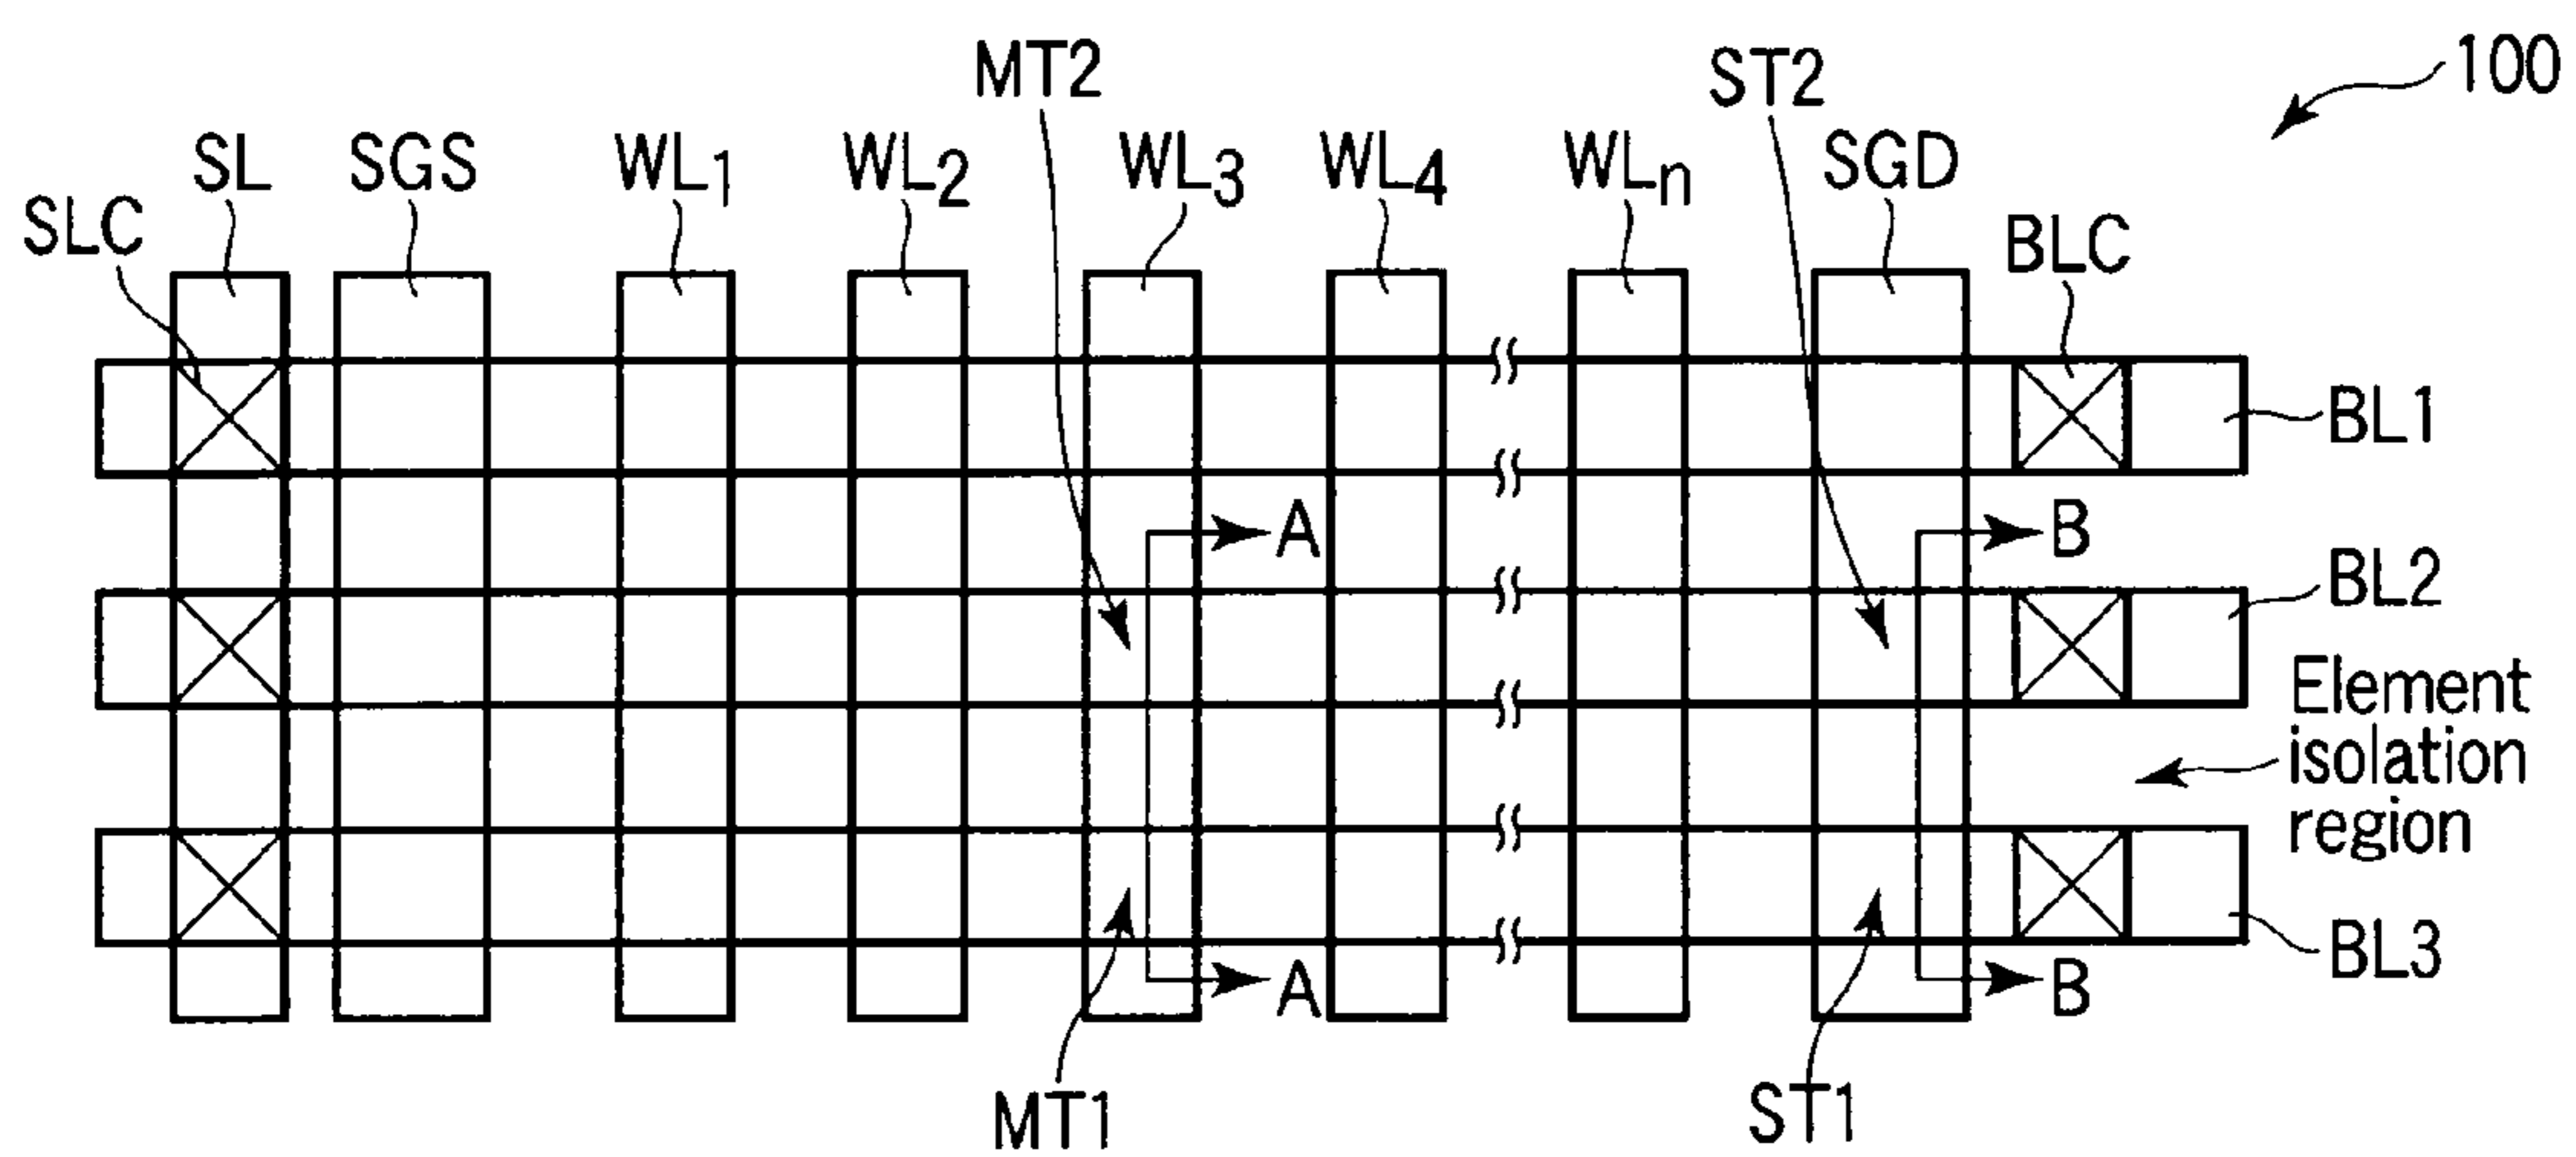 100
MT2
ST2
SLC
SL
SGS
WL1
WL2
WL3
WL4
WLn
SGD
BLC
BL1
A
B
BL2
Element
isolation
region
A
B
BL3
MT1
ST1